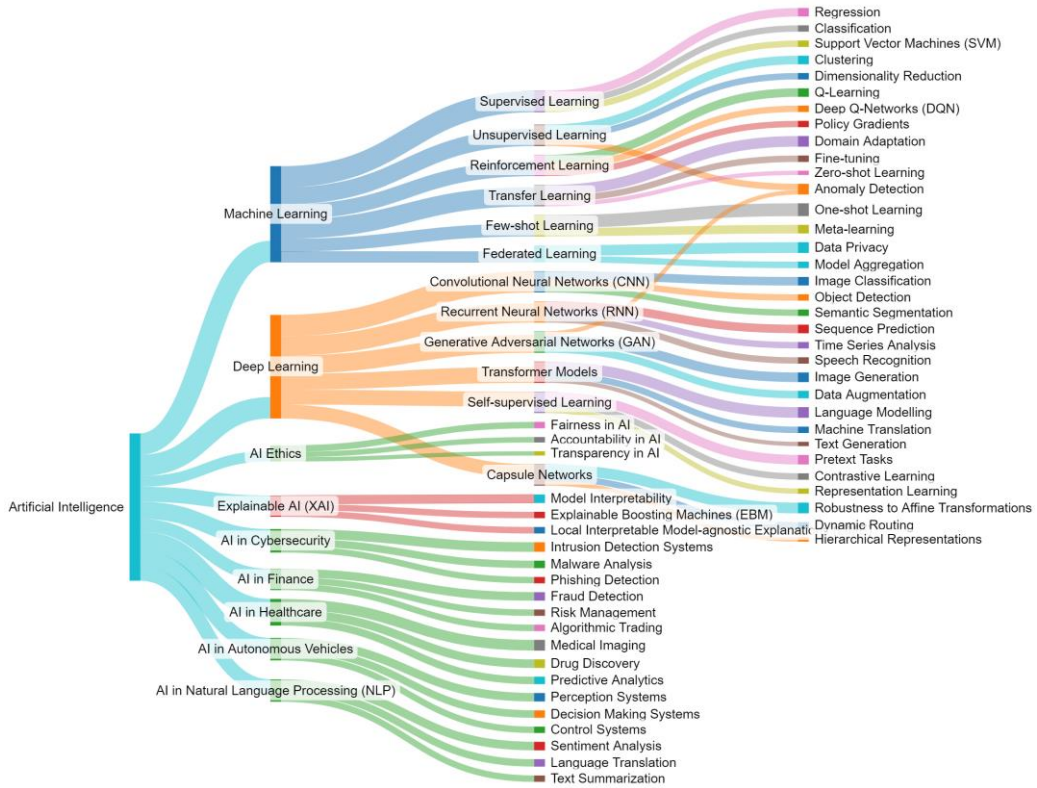 Artificial Intelligence
Machine Learning
Deep Learning
AI Ethics
Explainable AI (XAI)
AI in Cybersecurity
AI in Finance
AI in Healthcare
AI in Autonomous Vehicles
AI in Natural Language Processing (NLP)
Supervised Learning
Unsupervised Learning
Reinforcement Learning
Transfer Learning
Few-shot Learning
Federated Learning
Convolutional Neural Networks (CNN)
Recurrent Neural Networks (RNN)
Generative Adversarial Networks (GAN)
Transformer Models
Self-supervised Learning
Fairness in AI
Accountability in AI
Transparency in AI
Capsule Networks
Model Interpretability
Explainable Boosting Machines (EBM)
Local Interpretable Model-agnostic Explanatio
Intrusion Detection Systems
Malware Analysis
Phishing Detection
Fraud Detection
Risk Management
Algorithmic Trading
Medical Imaging
Drug Discovery
Predictive Analytics
Perception Systems
Decision Making Systems
Control Systems
Sentiment Analysis
Language Translation
Text Summarization
Regression
Classification
Support Vector Machines (SVM)
Clustering
Dimensionality Reduction
Q-Learning
Deep Q-Networks (DQN)
Policy Gradients
Domain Adaptation
Fine-tuning
Zero-shot Learning
Anomaly Detection
One-shot Learning
Meta-learning
Data Privacy
Model Aggregation
Image Classification
Object Detection
Semantic Segmentation
Sequence Prediction
Time Series Analysis
Speech Recognition
Image Generation
Data Augmentation
Language Modelling
Machine Translation
Text Generation
Pretext Tasks
Contrastive Learning
Representation Learning
Robustness to Affine Transformations
Dynamic Routing
Hierarchical Representations